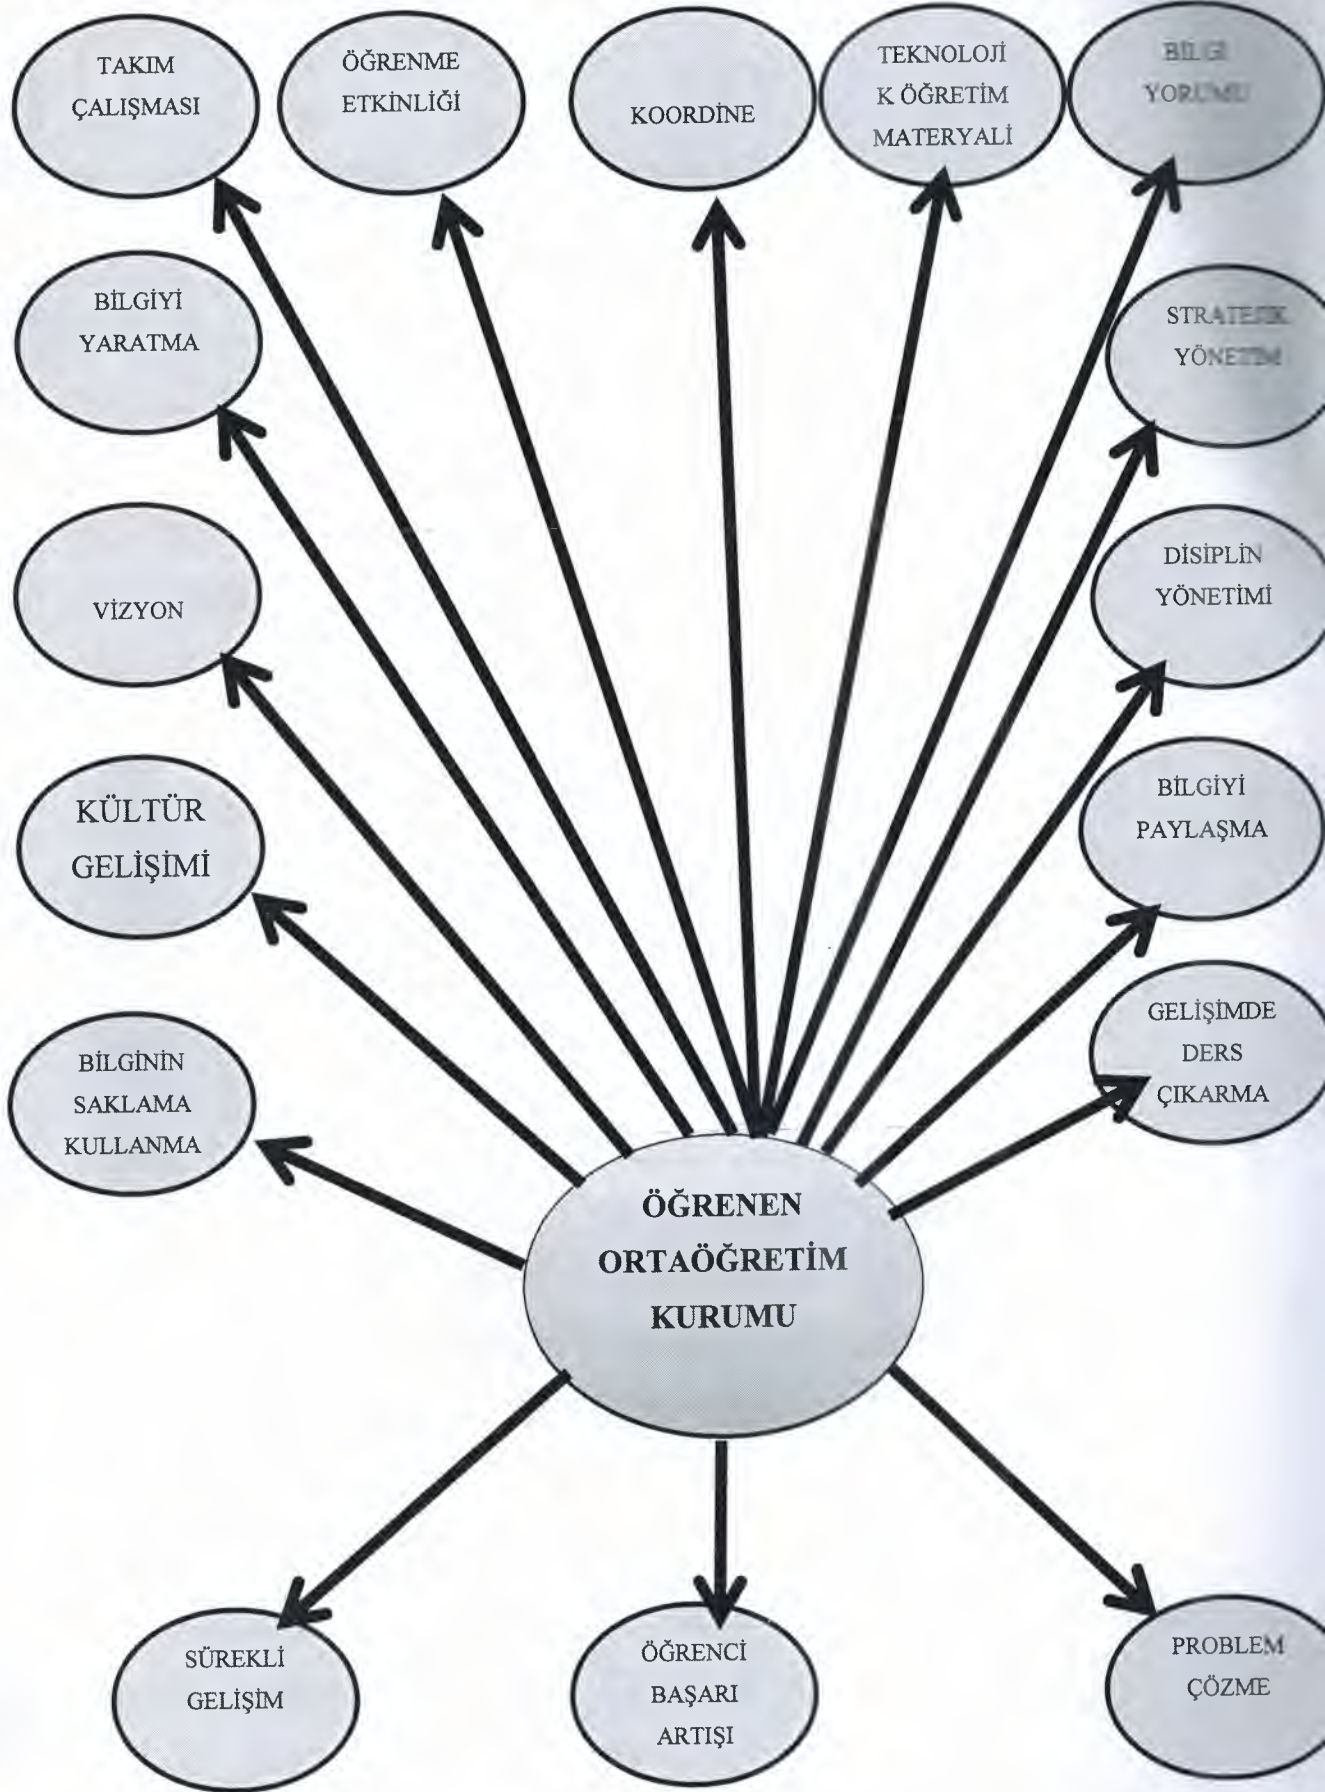 TAKIM
ÇALIŞMASI
ÖĞRENME
ETKİNLİĞİ
KOORDİNE
TEKNOLOJİ
K ÖĞRETİM
MATERYALİ
BİLGİ
YORUMU
BİLGİYİ
YARATMA
STRATEJİK
YÖNETİM
VİZYON
DİSİPLİN
YÖNETİMİ
KÜLTÜR
GELİŞİMİ
BİLGİYİ
PAYLAŞMA
BİLGİNİN
SAKLAMA
KULLANMA
GELİŞİMDE
DERS
ÇIKARMA
ÖĞRENEN
ORTAÖĞRETİM
KURUMU
SÜREKLİ
GELİŞİM
ÖĞRENCİ
BAŞARI
ARTIŞI
PROBLEM
ÇÖZME